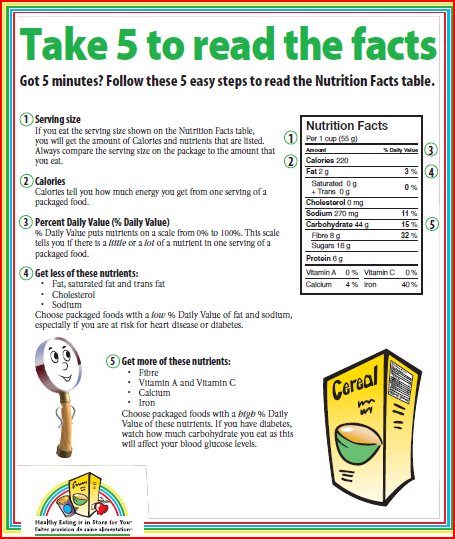 Take 5 to read the facts
Got 5 minutes? Follow these 5 easy steps to read the Nutrition Facts table.
1 Serving size
If you eat the serving size shown on the Nutrition Facts table,
you will get the amount of Calories and nutrients that are listed.
Always compare the serving size on the package to the amount that
you eat.
2 Calories
Calories tell you how much energy you get from one serving of a
packaged food.
3 Percent Daily Value (% Daily Value)
% Daily Value puts nutrients on a scale from 0% to 100%. This scale
tells you if there is a little or a lot of a nutrient in one serving of a
packaged food.
4 Get less of these nutrients:
• Fat, saturated fat and trans fat
• Cholesterol
• Sodium
Choose packaged foods with a low % Daily Value of fat and sodium,
especially if you are at risk for heart disease or diabetes.
5 Get more of these nutrients:
• Fibre
• Vitamin A and Vitamin C
• Calcium
• Iron
Choose packaged foods with a high % Daily
Value of these nutrients. If you have diabetes,
watch how much carbohydrate you eat as this
will affect your blood glucose levels.
Nutrition Facts
1 Per 1 cup (55 g)
Amount % Daily Value 3
2 Calories 220
Fat 2 g 3 % 4
Saturated 0 g
+ Trans 0 g 0 %
Cholesterol 0 mg
Sodium 270 mg 11 %
Carbohydrate 44 g 15 % 5
Fibre 8 g 32 %
Sugars 16 g
Protein 6 g
Vitamin A 0 % Vitamin C 0%
Calcium 4 % Iron 40%
Cereal
Cereal
Healthy Eating is in Store for You™
Faites provision de saine alimentation™